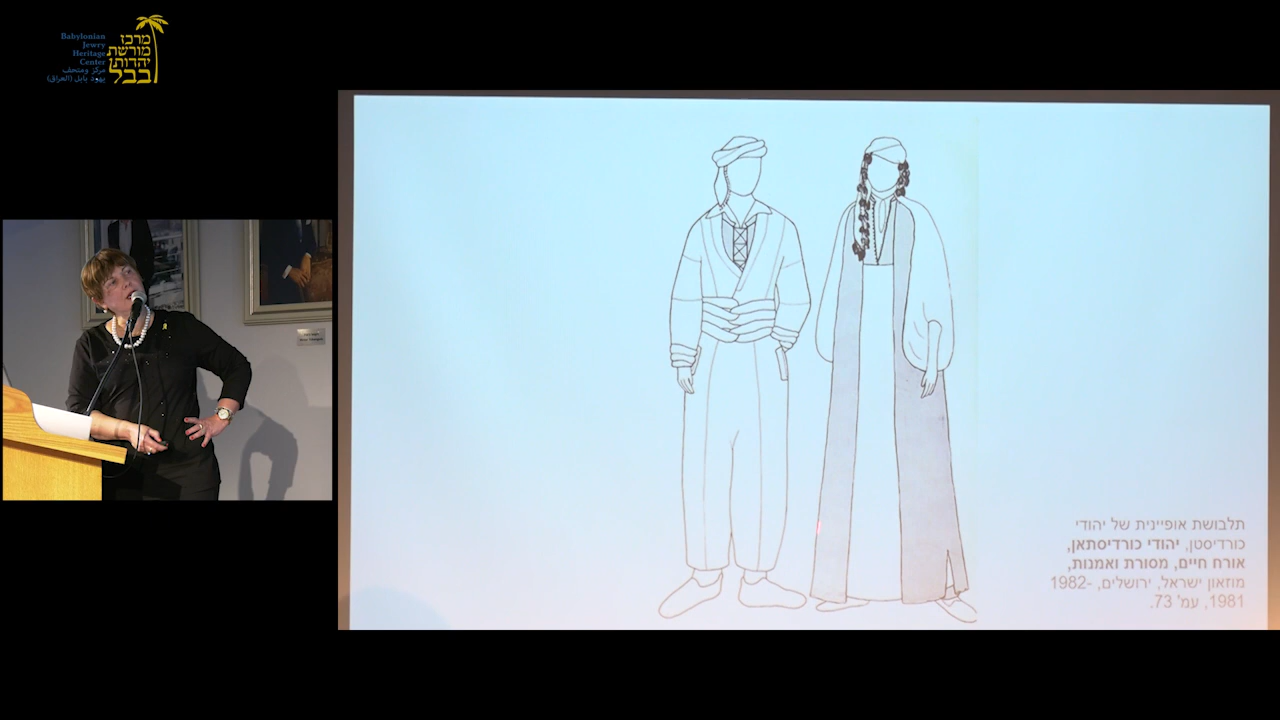 Babylonian
Jewry
Heritage
Center
مركز ومتحف
يهود بابل (العراق)
מרכז
מורשת
יהדות
בבל
תלבושת אופיינית של יהודי
כורדיסטן, יהודי כורדיסתאן,
אורח חיים, מסורת ואמנות,
מוזאון ישראל, ירושלים, 1982-
1981, עמ' 73.